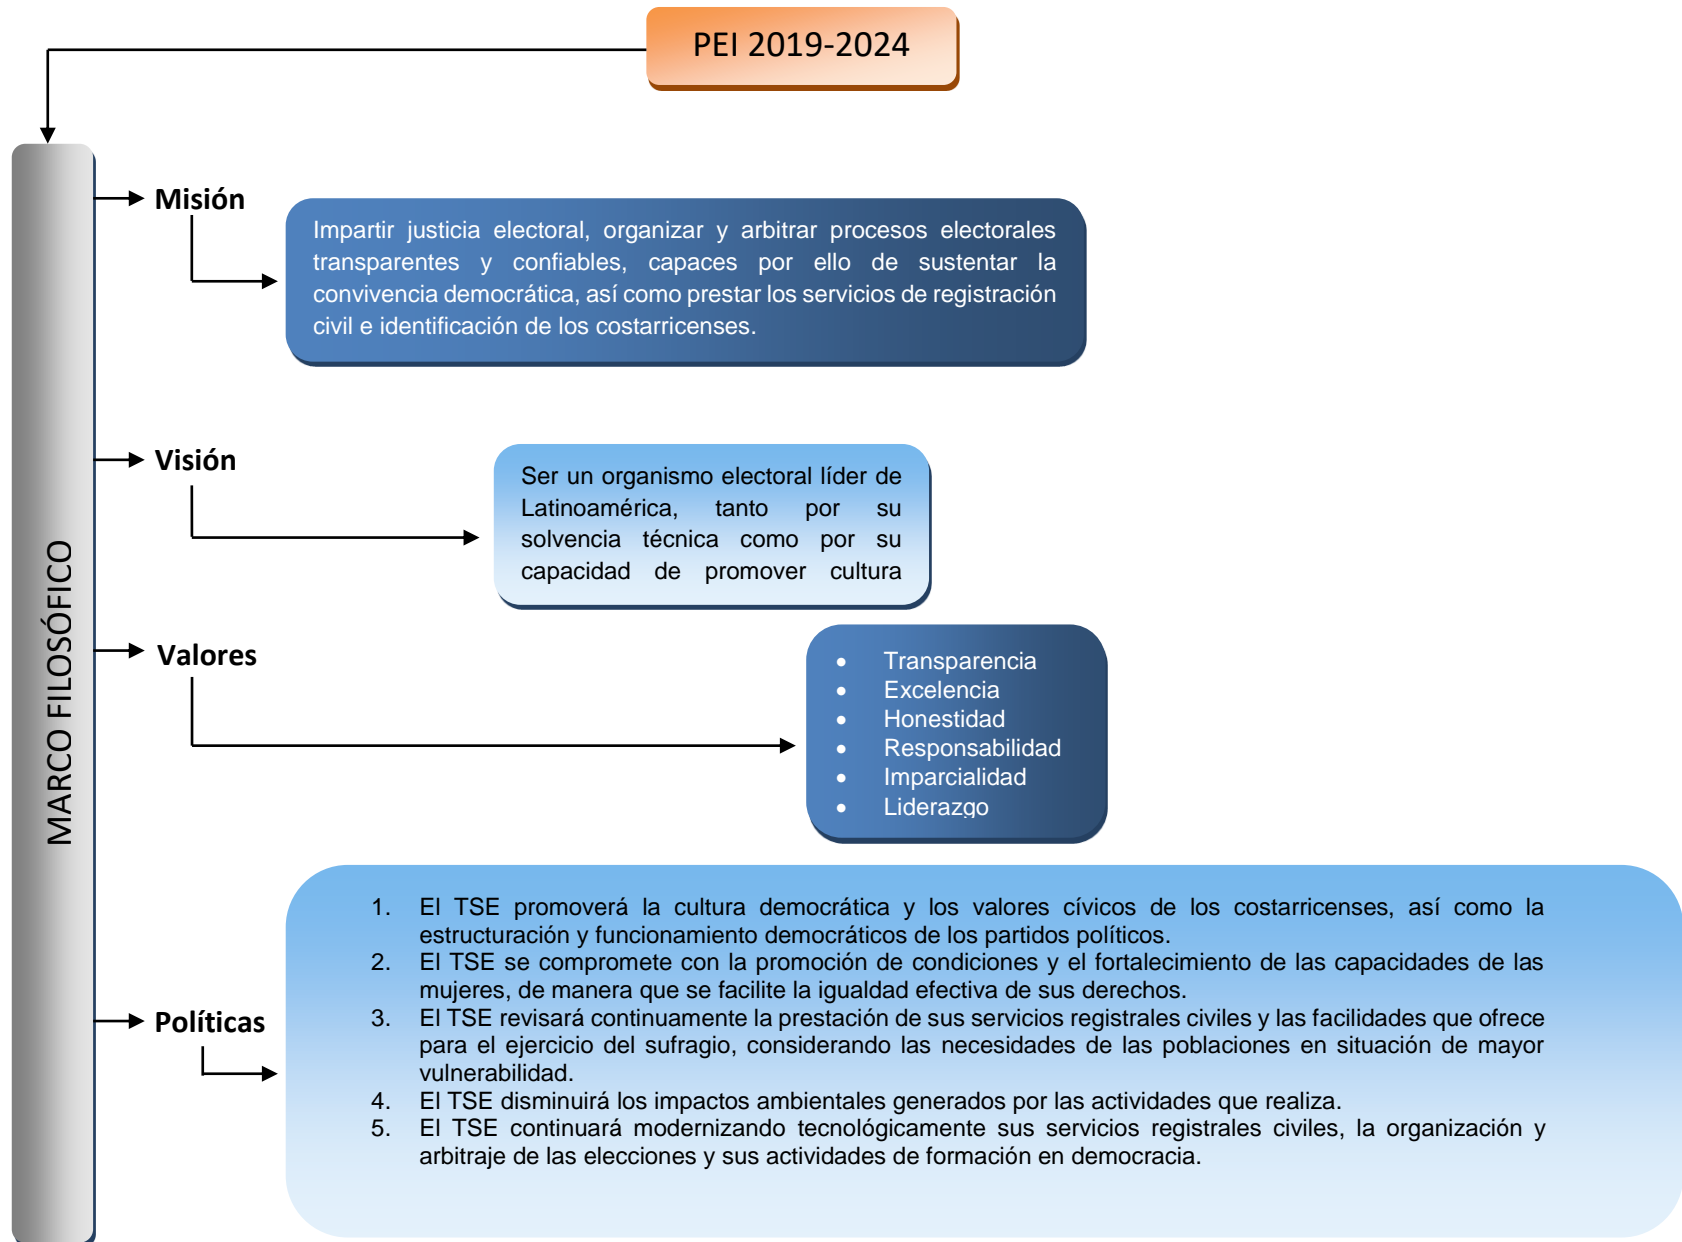 PEI 2019-2024
MARCO FILOSÓFICO
Misión
Impartir justicia electoral, organizar y arbitrar procesos electorales
transparentes y confiables, capaces por ello de sustentar la
convivencia democrática, así como prestar los servicios de registración
civil e identificación de los costarricenses.
Visión
Ser un organismo electoral líder de
Latinoamérica, tanto por su
solvencia técnica como por su
capacidad de promover cultura
Valores
• Transparencia
• Excelencia
• Honestidad
• Responsabilidad
• Imparcialidad
• Liderazgo
Políticas
1. El TSE promoverá la cultura democrática y los valores cívicos de los costarricenses, así como la
estructuración y funcionamiento democráticos de los partidos políticos.
2. El TSE se compromete con la promoción de condiciones y el fortalecimiento de las capacidades de las
mujeres, de manera que se facilite la igualdad efectiva de sus derechos.
3. El TSE revisará continuamente la prestación de sus servicios registrales civiles y las facilidades que ofrece
para el ejercicio del sufragio, considerando las necesidades de las poblaciones en situación de mayor
vulnerabilidad.
4. El TSE disminuirá los impactos ambientales generados por las actividades que realiza.
5. El TSE continuará modernizando tecnológicamente sus servicios registrales civiles, la organización y
arbitraje de las elecciones y sus actividades de formación en democracia.